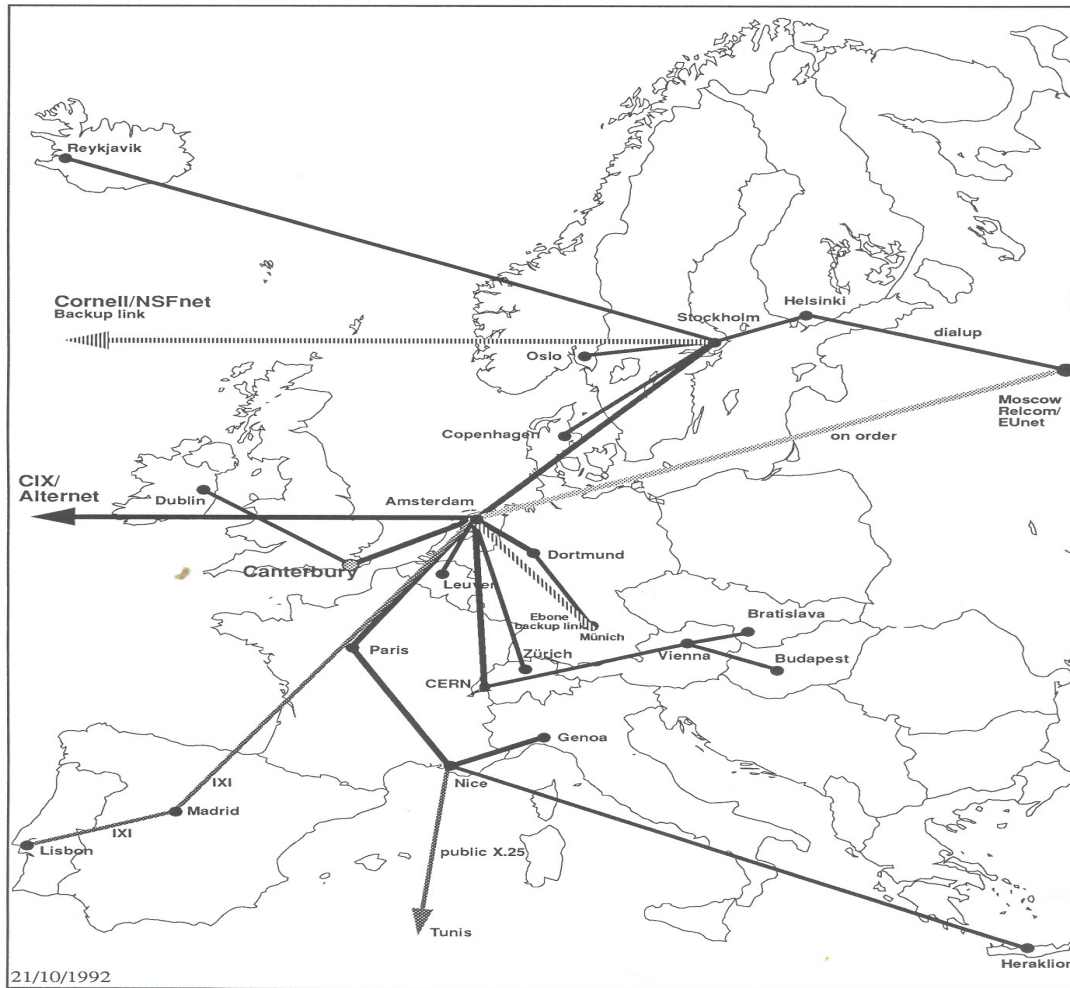 Reykjavik
Cornell/NSFnet
Backup link
Helsinki
Stockholm
dialup
Oslo
Moscow
Relcom/
EUnet
Copenhagen
on order
CIX/
Alternet
Dublin
Amsterdam
Dortmund
Canterbury
Leuven
Ebone
backup link
Münich
Bratislava
Paris
Zürich
Vienna
Budapest
CERN
Genoa
IXI
Nice
Madrid
IXI
Lisbon
public X.25
Tunis
Heraklion
21/10/1992